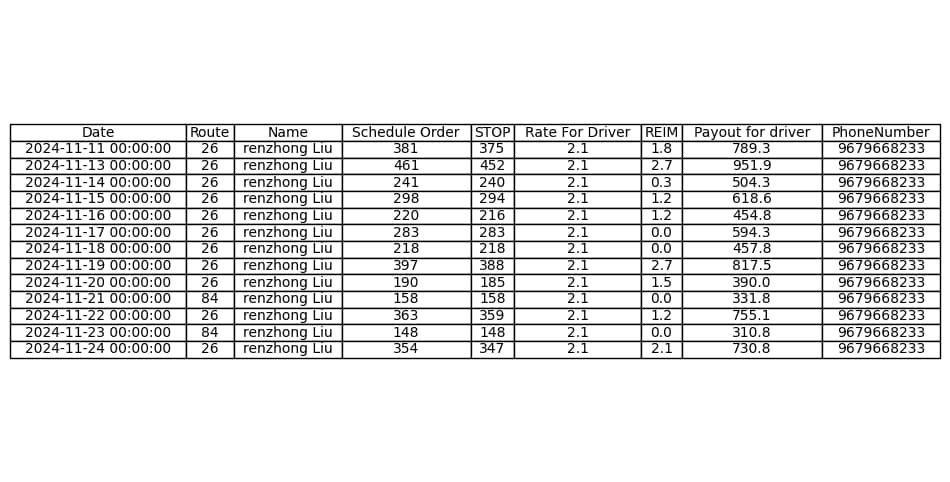 Date Route Name Schedule Order STOP Rate For Driver REIM Payout for driver PhoneNumber
2024-11-11 00:00:00 26 renzhong Liu 381 375 2.1 1.8 789.3 9679668233
2024-11-13 00:00:00 26 renzhong Liu 461 452 2.1 2.7 951.9 9679668233
2024-11-14 00:00:00 26 renzhong Liu 241 240 2.1 0.3 504.3 9679668233
2024-11-15 00:00:00 26 renzhong Liu 298 294 2.1 1.2 618.6 9679668233
2024-11-16 00:00:00 26 renzhong Liu 220 216 2.1 1.2 454.8 9679668233
2024-11-17 00:00:00 26 renzhong Liu 283 283 2.1 0.0 594.3 9679668233
2024-11-18 00:00:00 26 renzhong Liu 218 218 2.1 0.0 457.8 9679668233
2024-11-19 00:00:00 26 renzhong Liu 397 388 2.1 2.7 817.5 9679668233
2024-11-20 00:00:00 26 renzhong Liu 190 185 2.1 1.5 390.0 9679668233
2024-11-21 00:00:00 84 renzhong Liu 158 158 2.1 0.0 331.8 9679668233
2024-11-22 00:00:00 26 renzhong Liu 363 359 2.1 1.2 755.1 9679668233
2024-11-23 00:00:00 84 renzhong Liu 148 148 2.1 0.0 310.8 9679668233
2024-11-24 00:00:00 26 renzhong Liu 354 347 2.1 2.1 730.8 9679668233